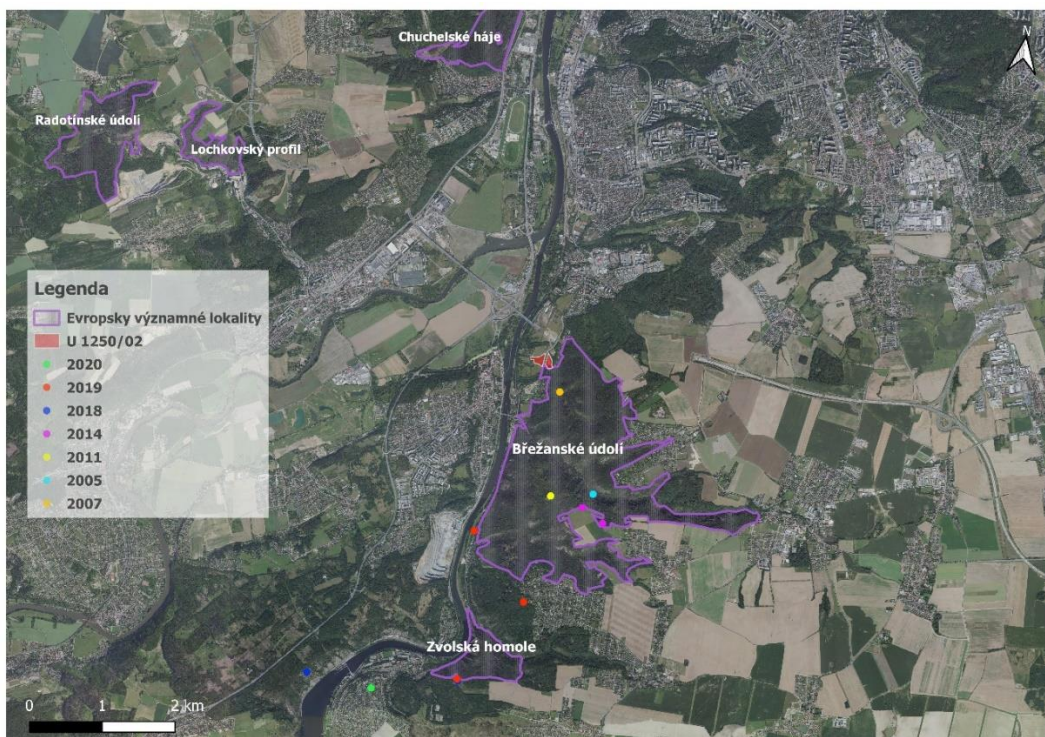 Chuchelské háje
N
Radotínské údolí
Lochkovský profil
Legenda
Evropsky významné lokality
U 1250/02
2020
2019
2018
2014
2011
2005
2007
Břežanské údolí
Zvolská homole
0 1 2 km